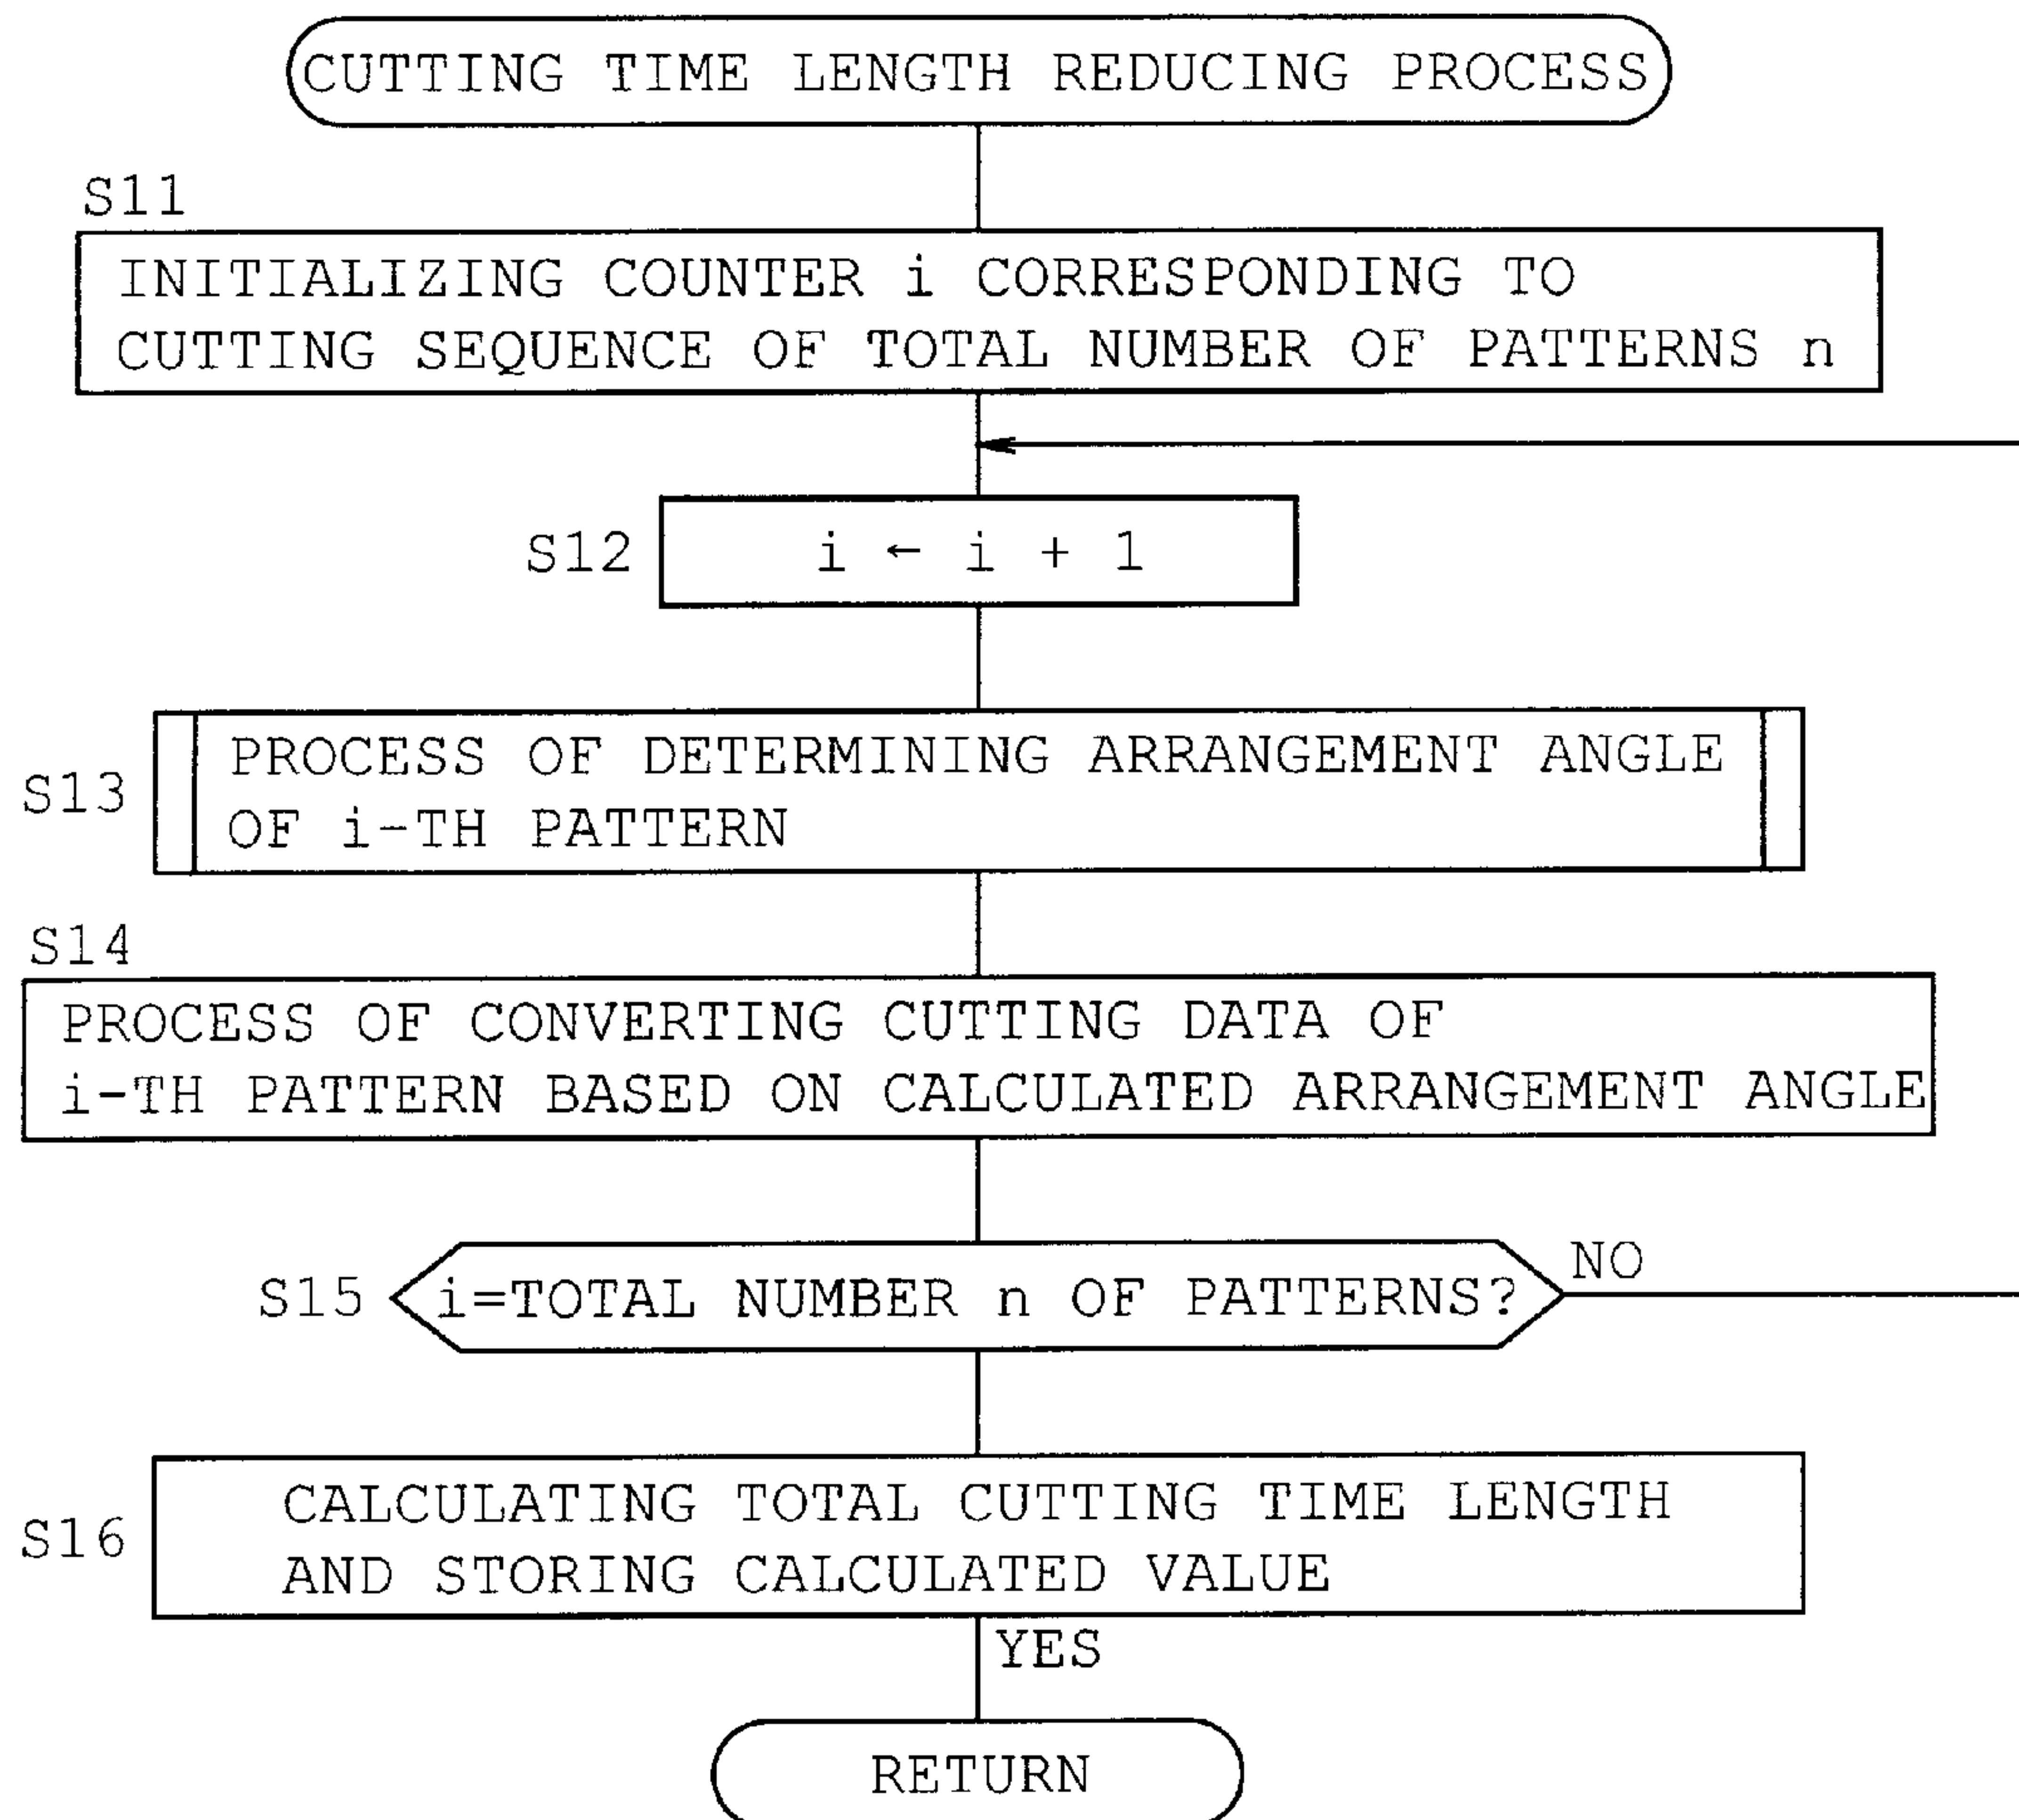 CUTTING TIME LENGTH REDUCING PROCESS
S11
INITIALIZING COUNTER i CORRESPONDING TO
CUTTING SEQUENCE OF TOTAL NUMBER OF PATTERNS n
S12
i ← i + 1
S13
PROCESS OF DETERMINING ARRANGEMENT ANGLE
OF i-TH PATTERN
S14
PROCESS OF CONVERTING CUTTING DATA OF
i-TH PATTERN BASED ON CALCULATED ARRANGEMENT ANGLE
S15
i=TOTAL NUMBER n OF PATTERNS?
NO
S16
CALCULATING TOTAL CUTTING TIME LENGTH
AND STORING CALCULATED VALUE
YES
RETURN